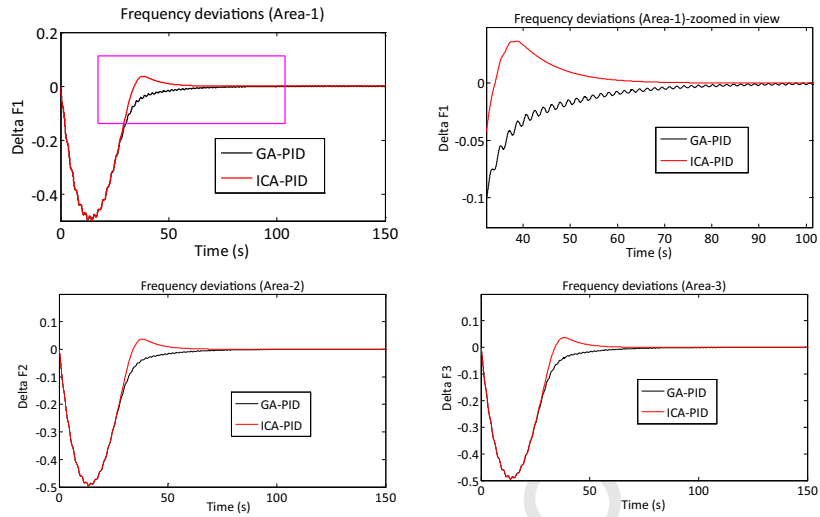 Frequency deviations (Area-1)
0.2
0
-0.2
-0.4
0
50
100
150
Delta F1
Time (s)
GA-PID
ICA-PID
Frequency deviations (Area-1)-zoomed in view
0
-0.05
-0.1
40
50
60
70
80
90
100
Delta F1
Time (s)
GA-PID
ICA-PID
Frequency deviations (Area-2)
0.1
0
-0.1
-0.2
-0.3
-0.4
-0.5
0
50
100
150
Delta F2
Time (s)
GA-PID
ICA-PID
Frequency deviations (Area-3)
0.1
0
-0.1
-0.2
-0.3
-0.4
-0.5
0
50
100
150
Delta F3
Time (s)
GA-PID
ICA-PID